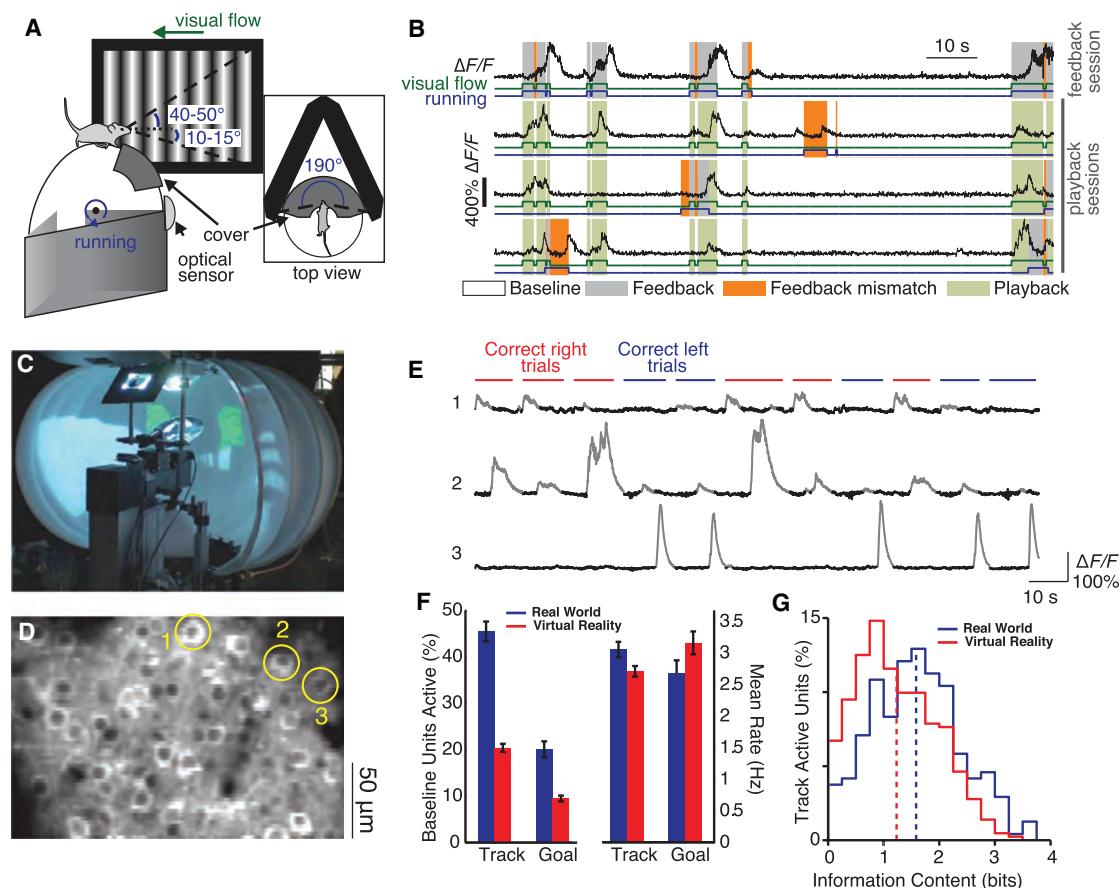 A
visual flow
40-50°
10-15°
190°
running
cover
optical
sensor
top view
B
10 s
ΔF/F
visual flow
running
400% ΔF/F
feedback
session
playback
sessions
Baseline
Feedback
Feedback mismatch
Playback
C
D
1
2
3
50 µm
E
Correct right
trials
Correct left
trials
1
2
3
ΔF/F
100%
10 s
F
Real World
Virtual Reality
Baseline Units Active (%)
50
40
30
20
10
0
Track
Goal
Track
Goal
Mean Rate (Hz)
3.5
3
2.5
2
1.5
1
0.5
0
G
Real World
Virtual Reality
Track Active Units (%)
15
0
0
1
2
3
4
Information Content (bits)